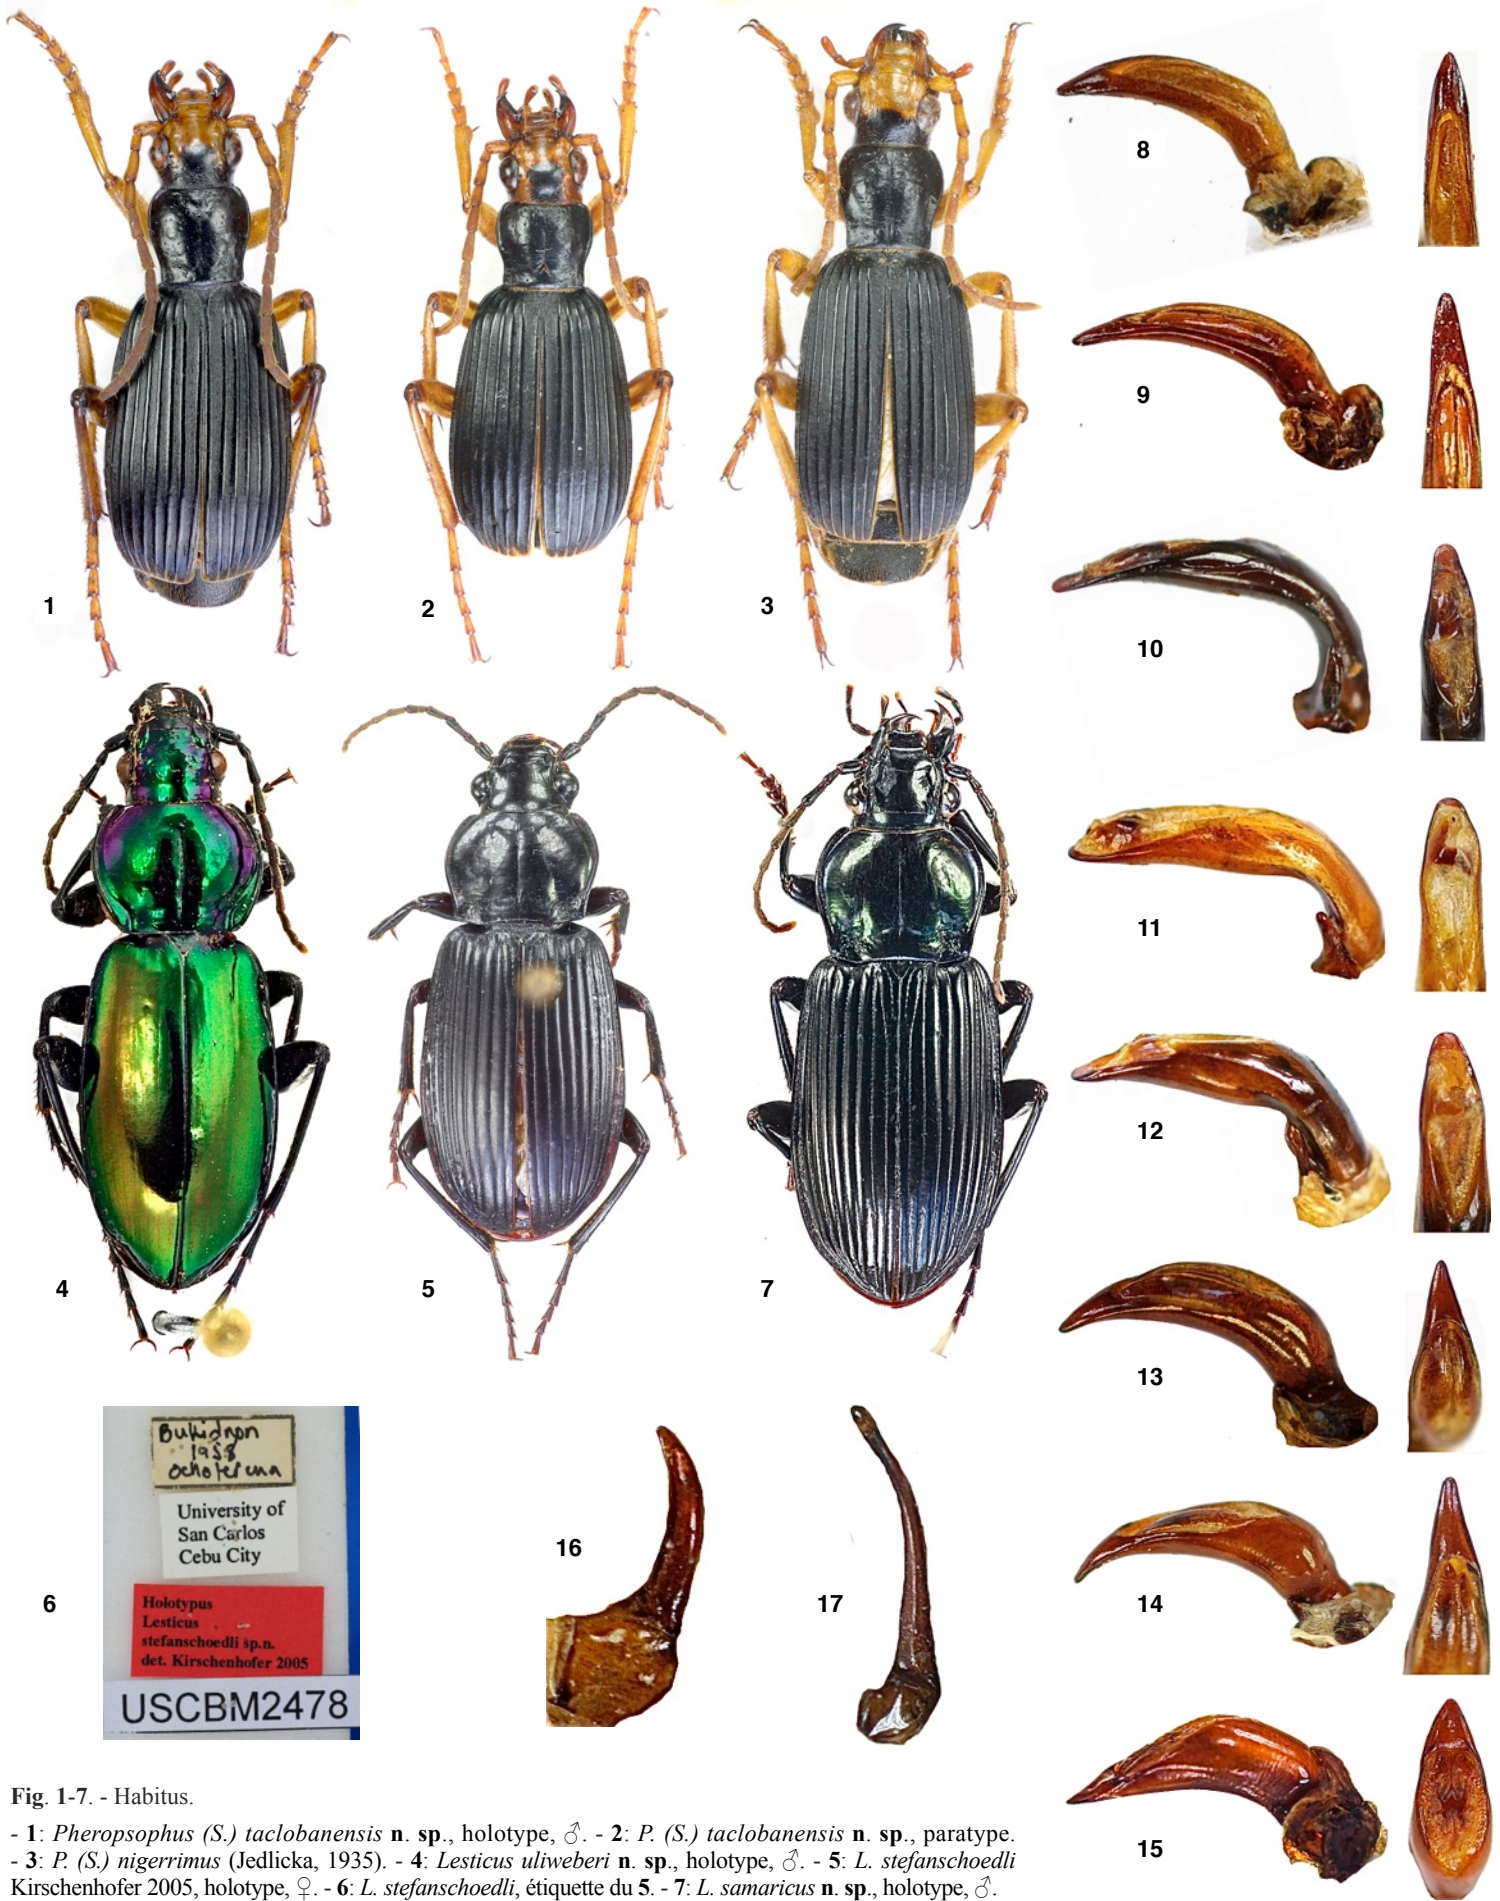 1
2
3
8
9
10
11
12
4
5
7
13
6
Bukidnon
1958
Ochoterena
University of
San Carlos
Cebu City
Holotypus
Lesticus
stefanschoedli sp.n.
det. Kirschenhofer 2005
USCBM2478
16
17
14
15
Fig. 1-7. - Habitus.
- 1: Pheropsophus (S.) taclobanensis n. sp., holotype, ♂. - 2: P. (S.) taclobanensis n. sp., paratype.
- 3: P. (S.) nigerrimus (Jedlicka, 1935). - 4: Lesticus uliweberi n. sp., holotype, ♂. - 5: L. stefanschoedli
Kirschenhofer 2005, holotype, ♀. - 6: L. stefanschoedli, étiquette du 5. - 7: L. samaricus n. sp., holotype, ♂.